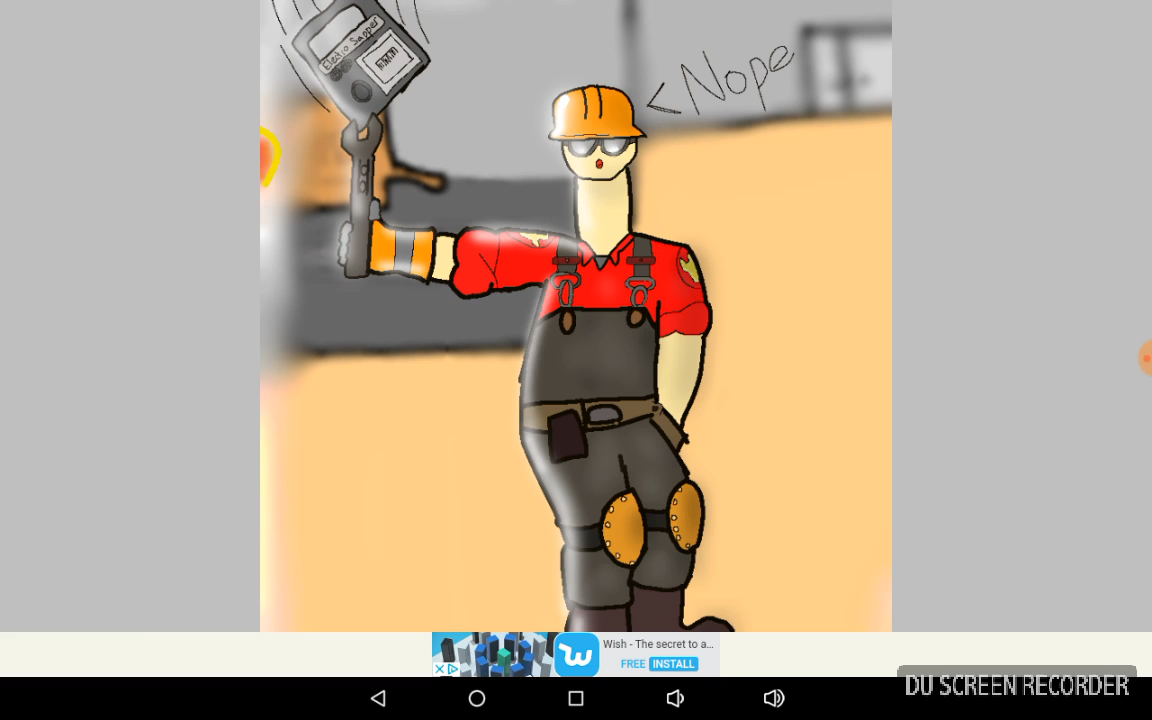 Electro Sapper
< Nope
Wish - The secret to a...
FREE INSTALL
DU SCREEN RECORDER